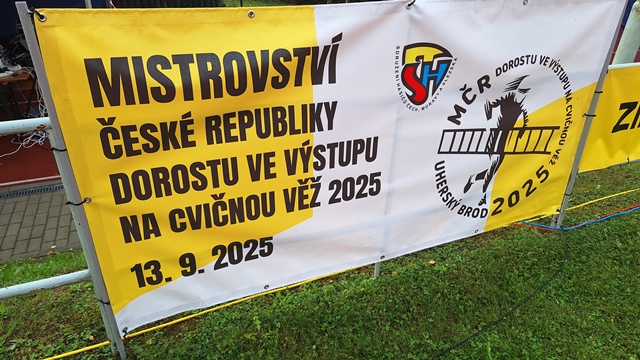 MISTROVSTVÍ
ČESKÉ REPUBLIKY
DOROSTU VE VÝSTUPU
NA CVIČNOU VĚŽ 2025
13. 9. 2025
SH
MČR DOROSTU VE VÝSTUPU NA CVIČNOU VĚŽ
UHERSKÝ BROD 2025